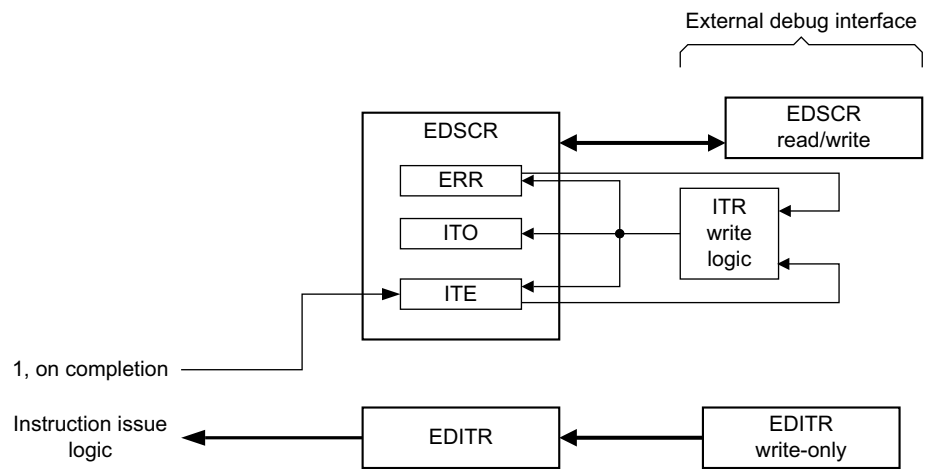 External debug interface
EDSCR
EDSCR
read/write
ERR
ITR
write
logic
ITO
ITE
1, on completion
Instruction issue
logic
EDITR
EDITR
write-only